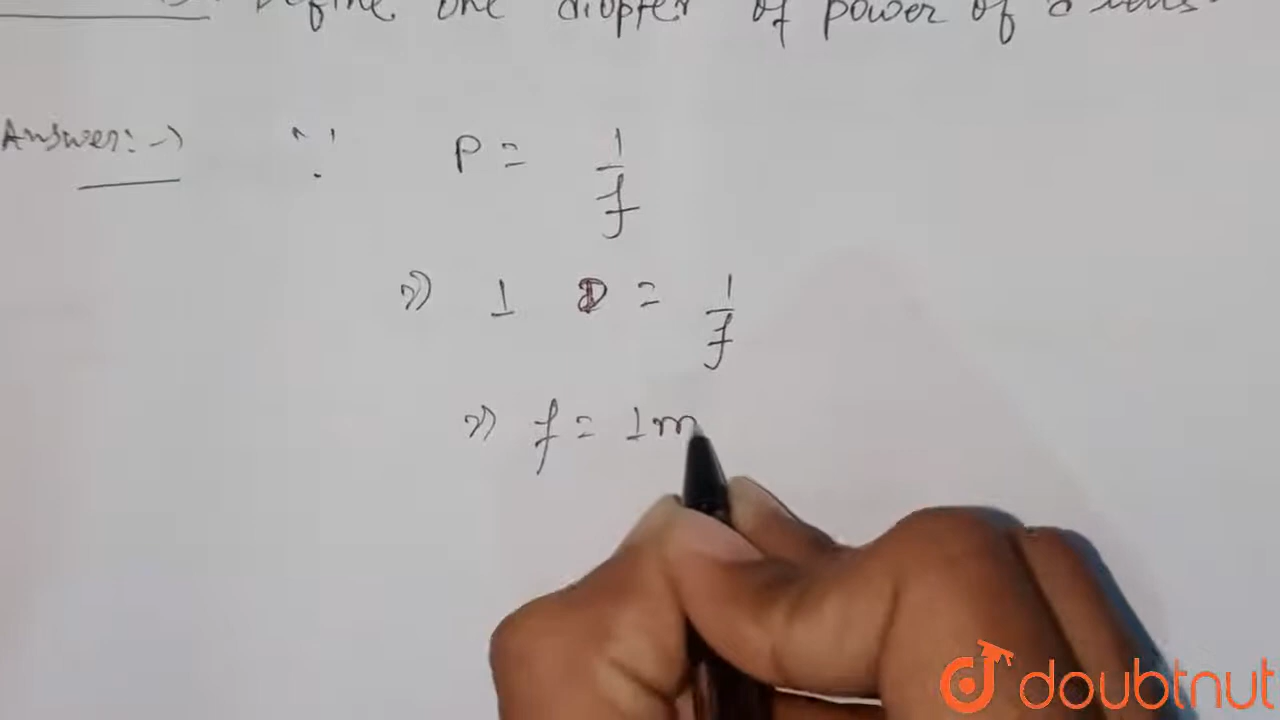 Define one diopter of power of a lens.
Answer:-) ∵ P = 1/f
⇒ 1 D = 1/f
⇒ f = 1m
doubtnut